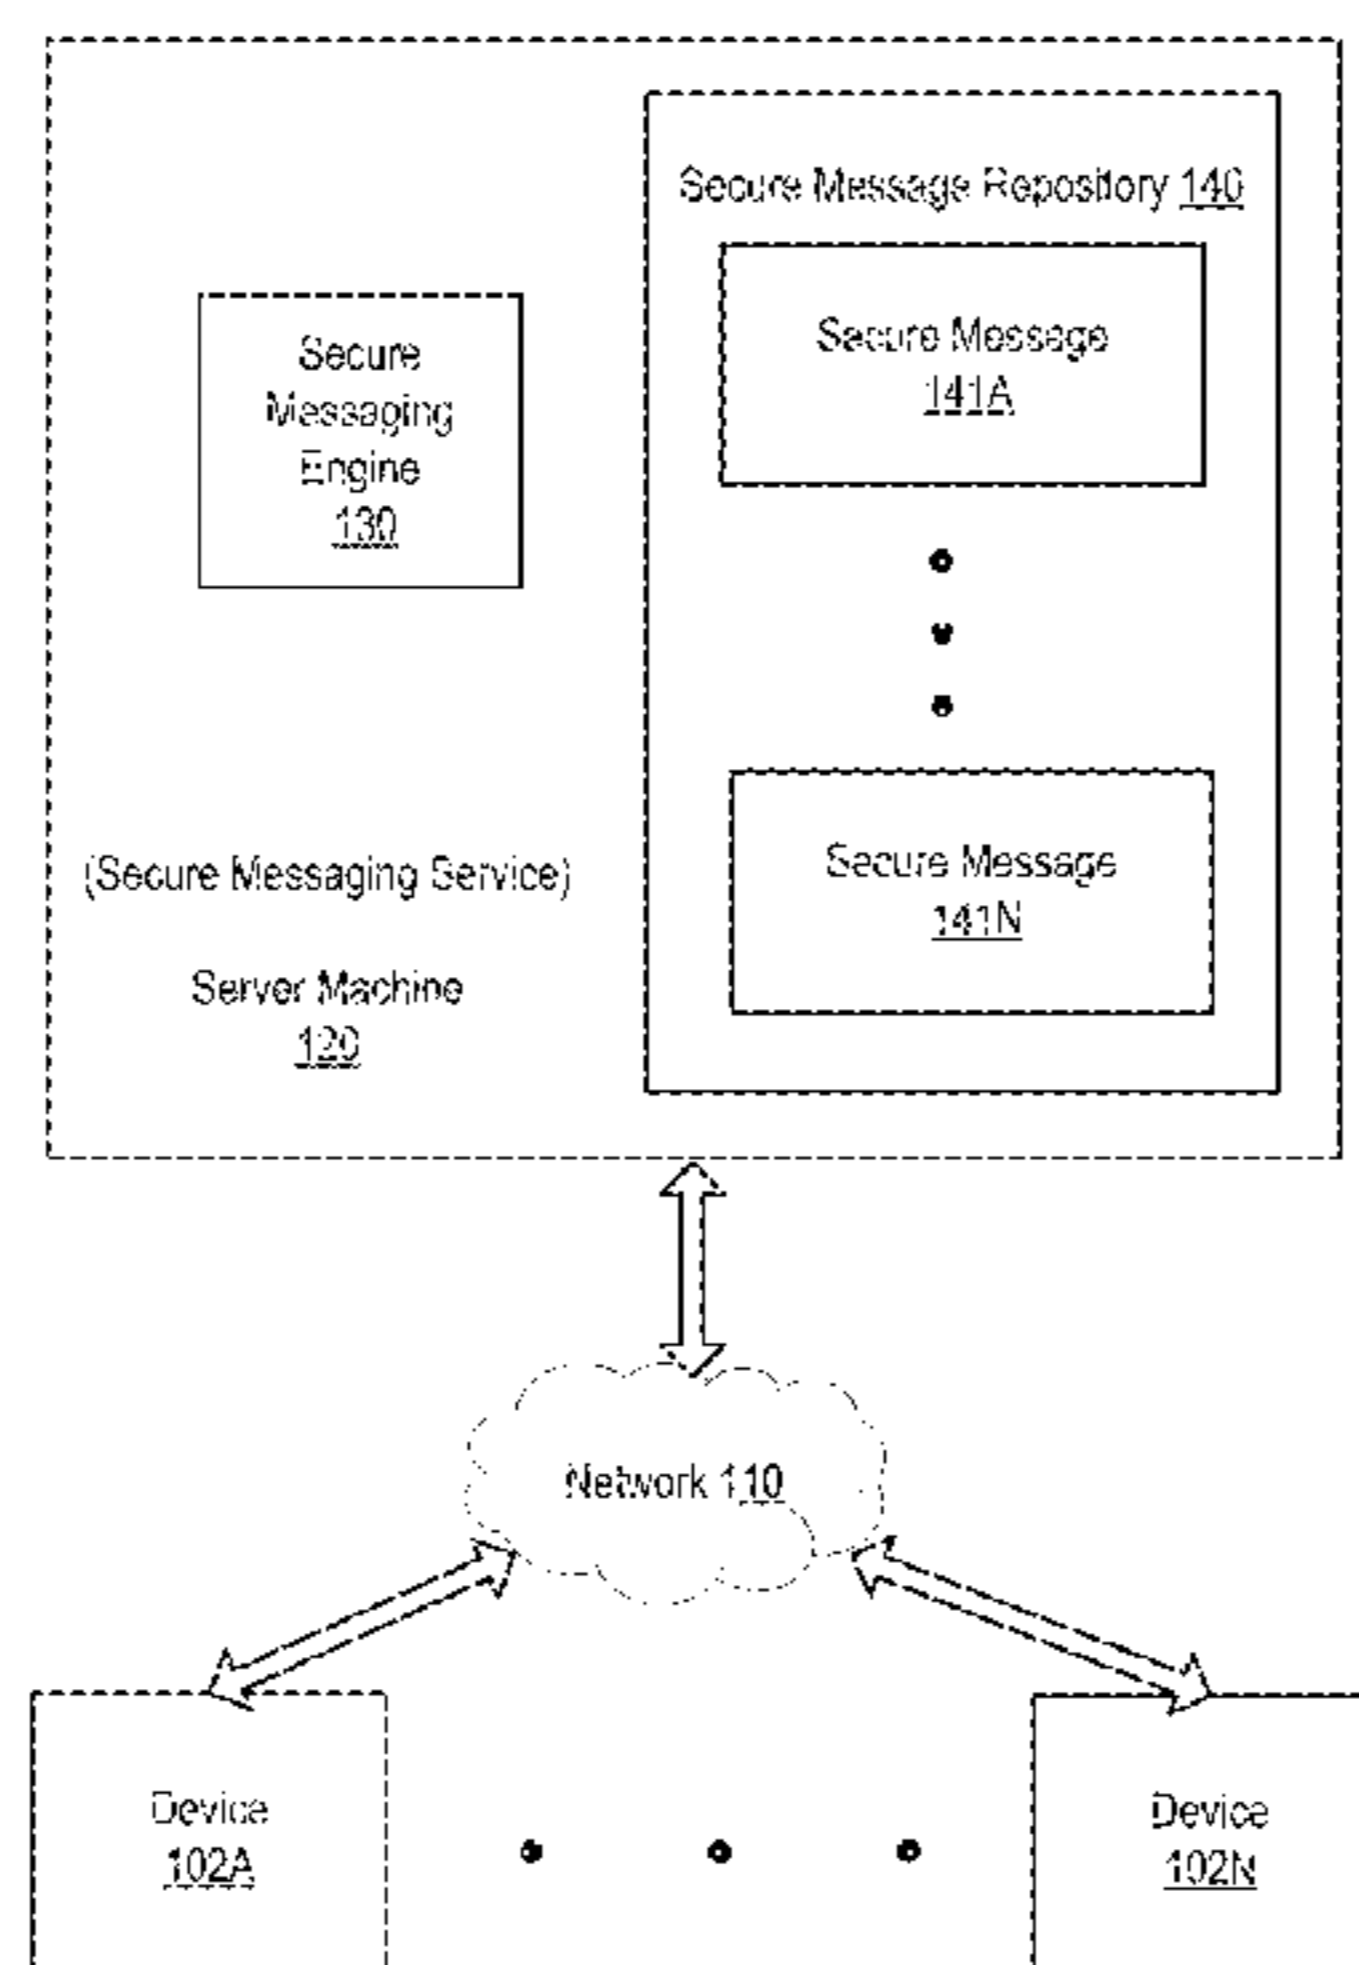 Secure Message Repository 140
Secure Message
141A
Secure
Messaging
Engine
130
Secure Message
141N
(Secure Messaging Service)
Server Machine
120
Network 110
Device
102A
Device
102N